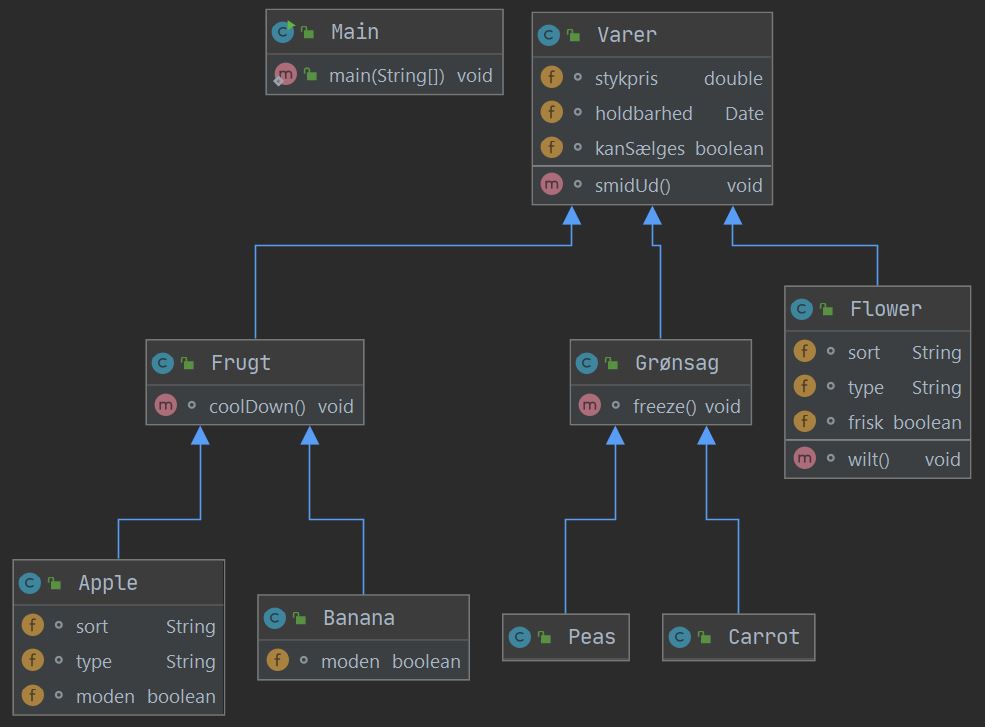 Main
main(String[]) void
Varer
stykpris double
holdbarhed Date
kanSælges boolean
smidUd() void
Frugt
coolDown() void
Grønsag
freeze() void
Flower
sort String
type String
frisk boolean
wilt() void
Apple
sort String
type String
moden boolean
Banana
moden boolean
Peas
Carrot